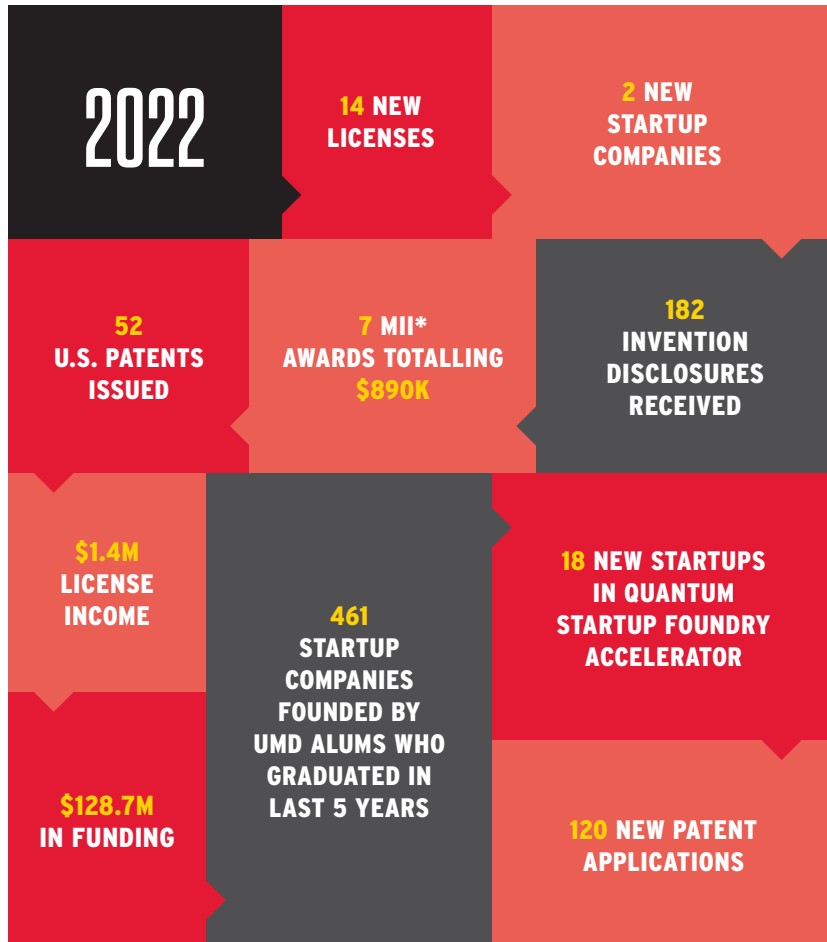 2022
14 NEW
LICENSES
2 NEW
STARTUP
COMPANIES
182
INVENTION
DISCLOSURES
RECEIVED
7 MII*
AWARDS TOTALLING
$890K
52
U.S. PATENTS
ISSUED
$1.4M
LICENSE
INCOME
$128.7M
IN FUNDING
461
STARTUP
COMPANIES
FOUNDED BY
UMD ALUMS WHO
GRADUATED IN
LAST 5 YEARS
18 NEW STARTUPS
IN QUANTUM
STARTUP FOUNDRY
ACCELERATOR
120 NEW PATENT
APPLICATIONS